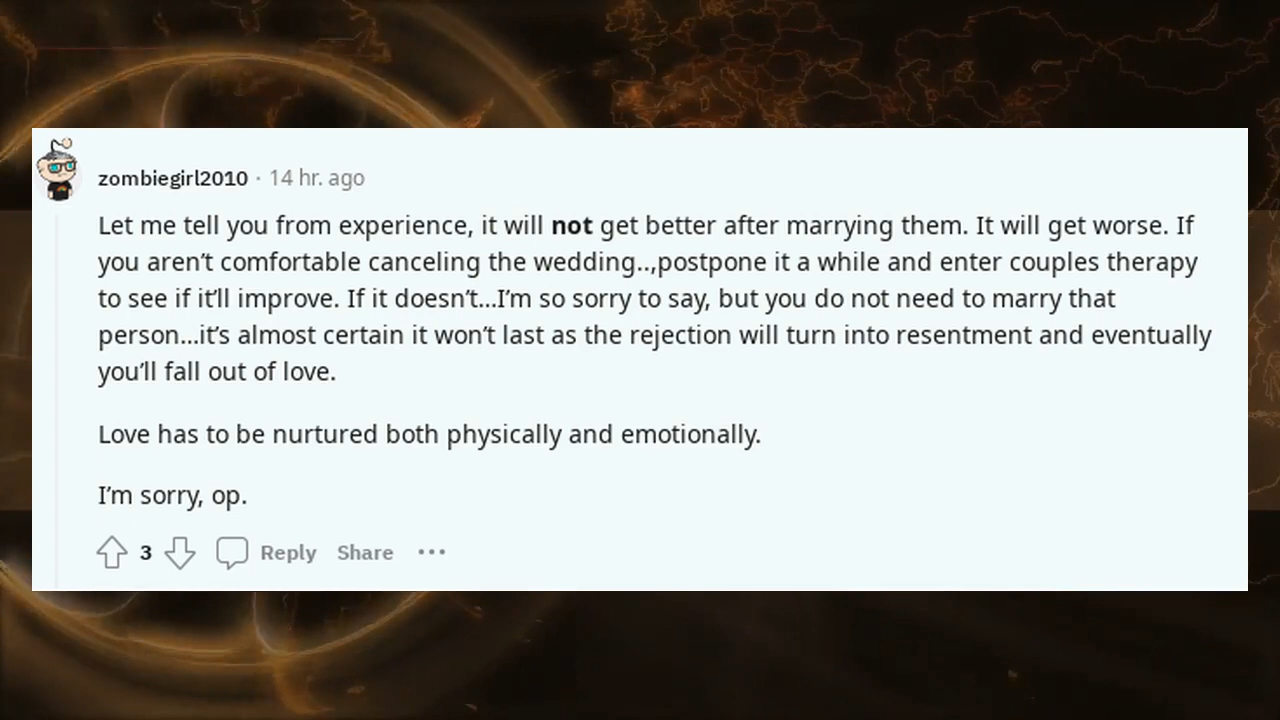 zombiegirl2010 · 14 hr. ago
Let me tell you from experience, it will not get better after marrying them. It will get worse. If
you aren’t comfortable canceling the wedding..,postpone it a while and enter couples therapy
to see if it’ll improve. If it doesn’t...I’m so sorry to say, but you do not need to marry that
person...it’s almost certain it won’t last as the rejection will turn into resentment and eventually
you’ll fall out of love.
Love has to be nurtured both physically and emotionally.
I’m sorry, op.
3 Reply Share